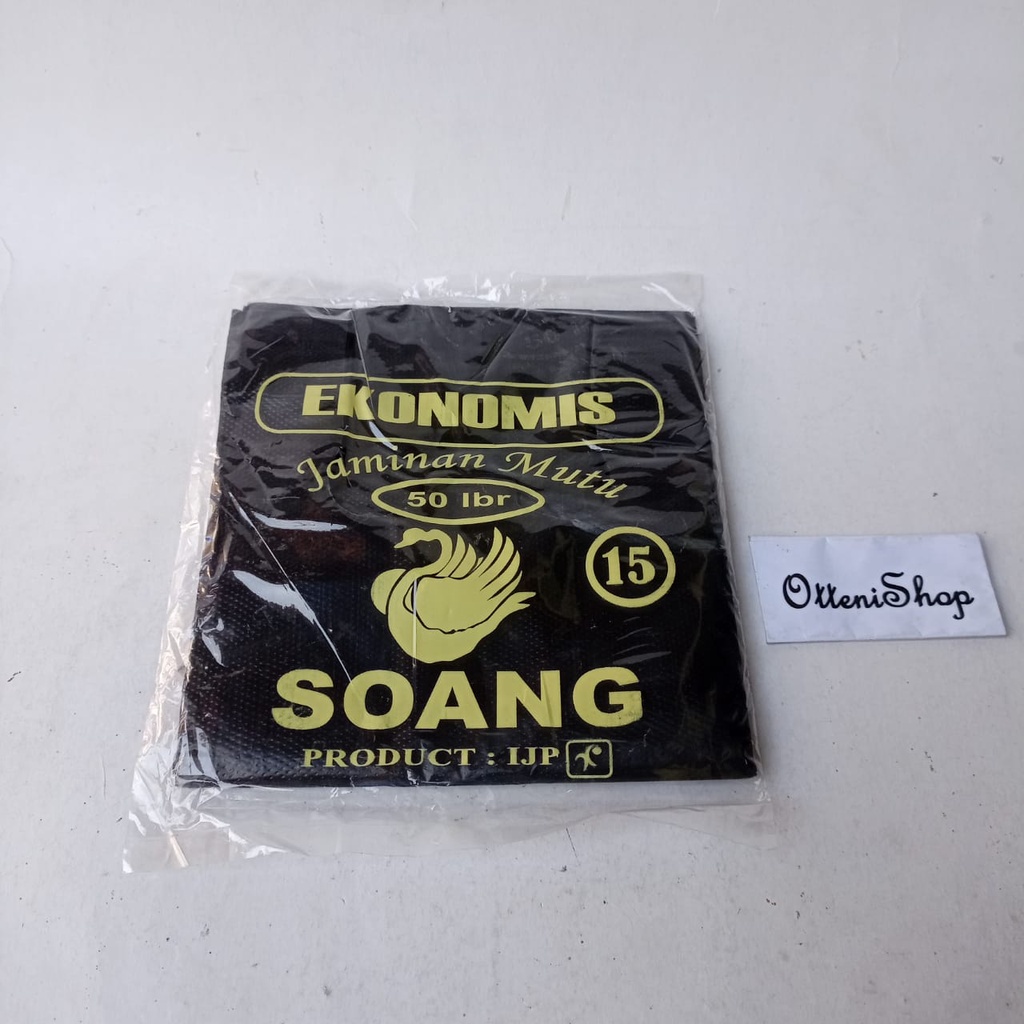 EKONOMIS
Jaminan Mutu
50 lbr
15
SOANG
PRODUCT : IJP
OtteniShop